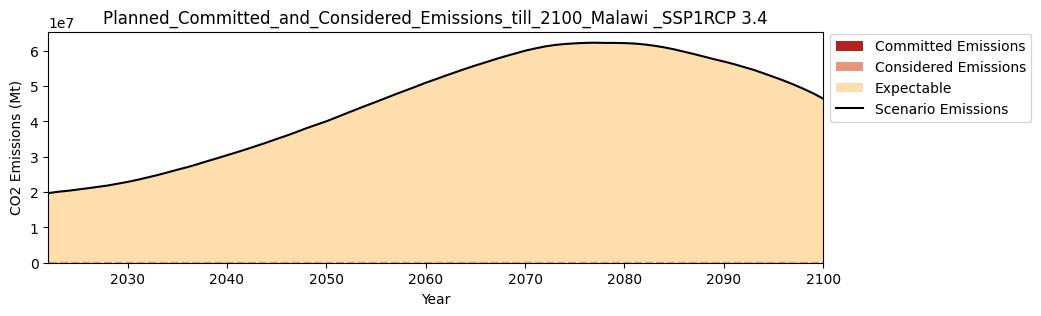 Planned_Committed_and_Considered_Emissions_till_2100_Malawi _SSP1RCP 3.4
1e7
6
5
4
3
2
1
0
CO2 Emissions (Mt)
2030 2040 2050 2060 2070 2080 2090 2100
Year
Committed Emissions
Considered Emissions
Expectable
Scenario Emissions